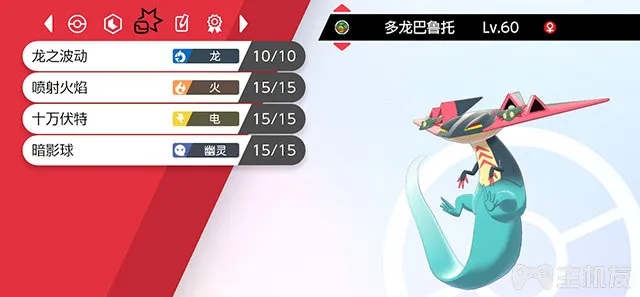 多龙巴鲁托 Lv.60
龙之波动 龙 10/10
喷射火焰 火 15/15
十万伏特 电 15/15
暗影球 幽灵 15/15
主机友